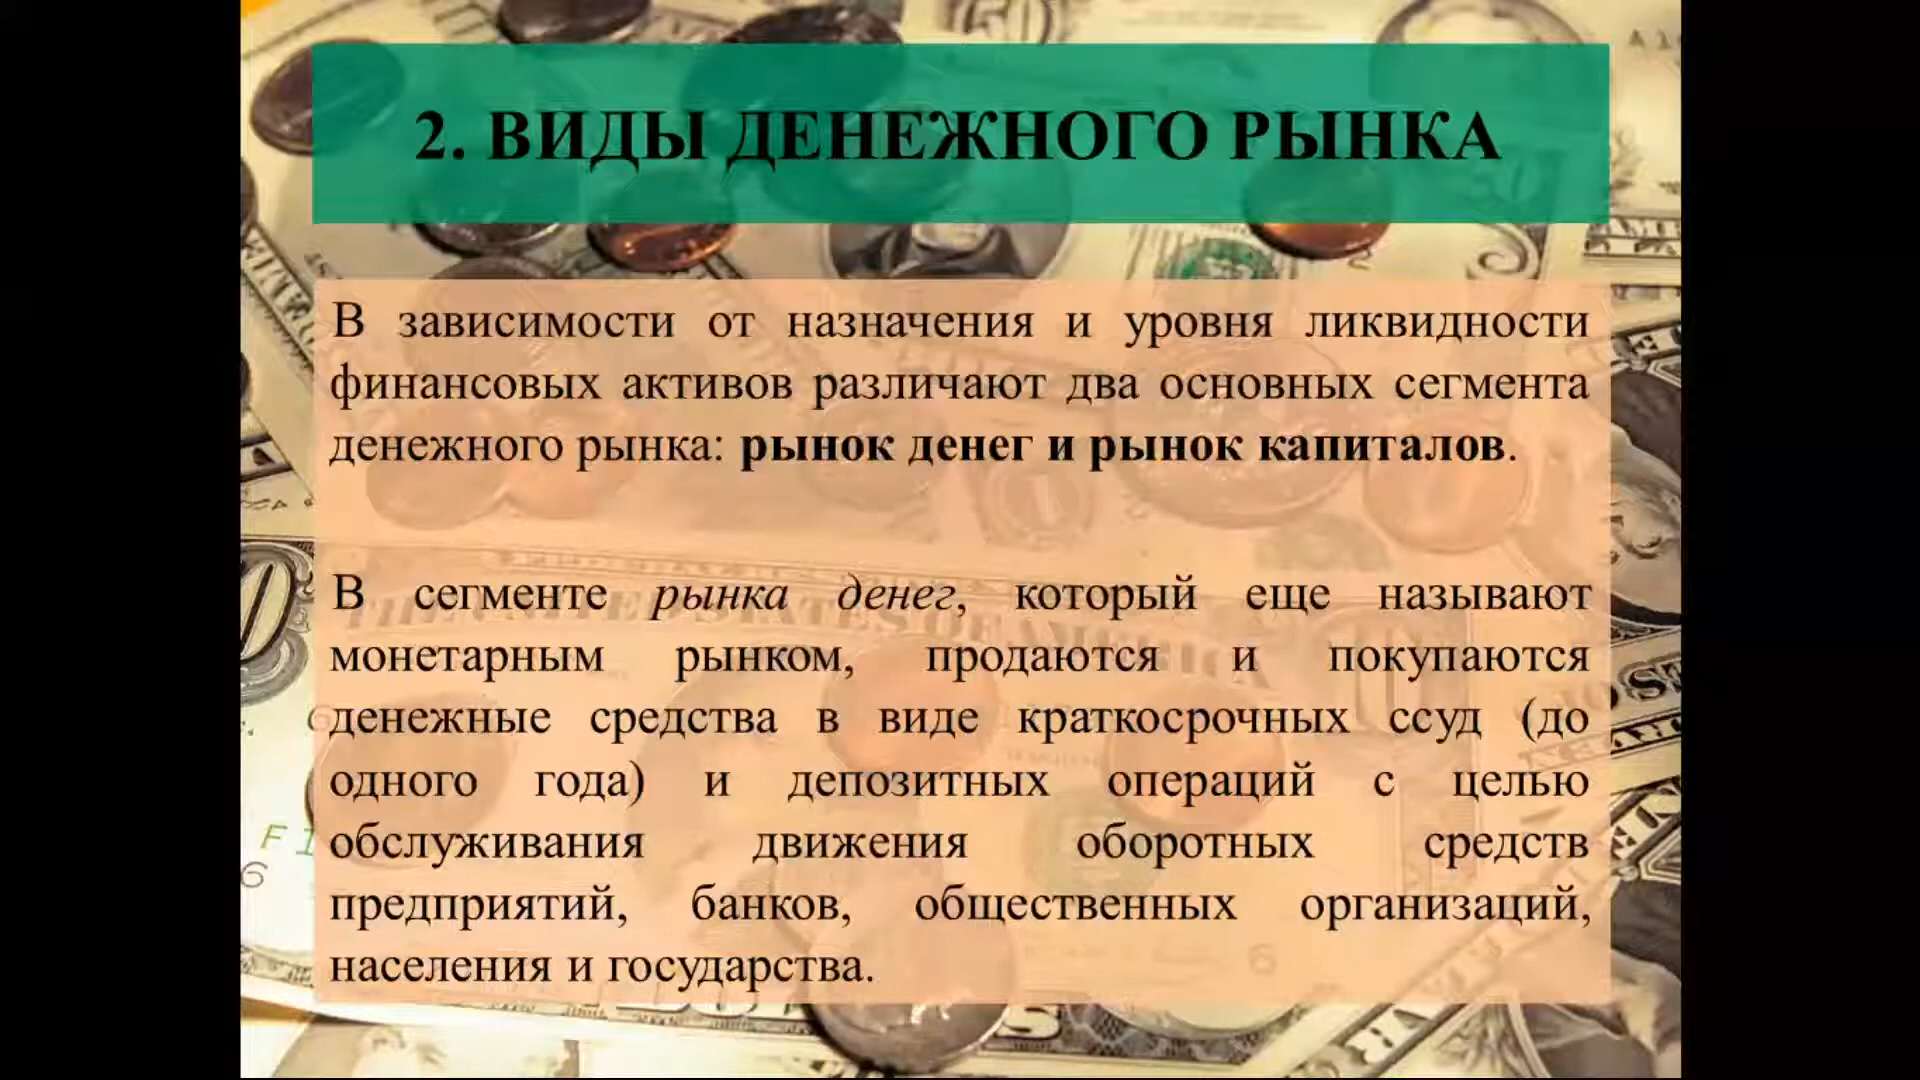 2. ВИДЫ ДЕНЕЖНОГО РЫНКА
В зависимости от назначения и уровня ликвидности
финансовых активов различают два основных сегмента
денежного рынка: рынок денег и рынок капиталов.
В сегменте рынка денег, который еще называют
монетарным рынком, продаются и покупаются
денежные средства в виде краткосрочных ссуд (до
одного года) и депозитных операций с целью
обслуживания движения оборотных средств
предприятий, банков, общественных организаций,
населения и государства.